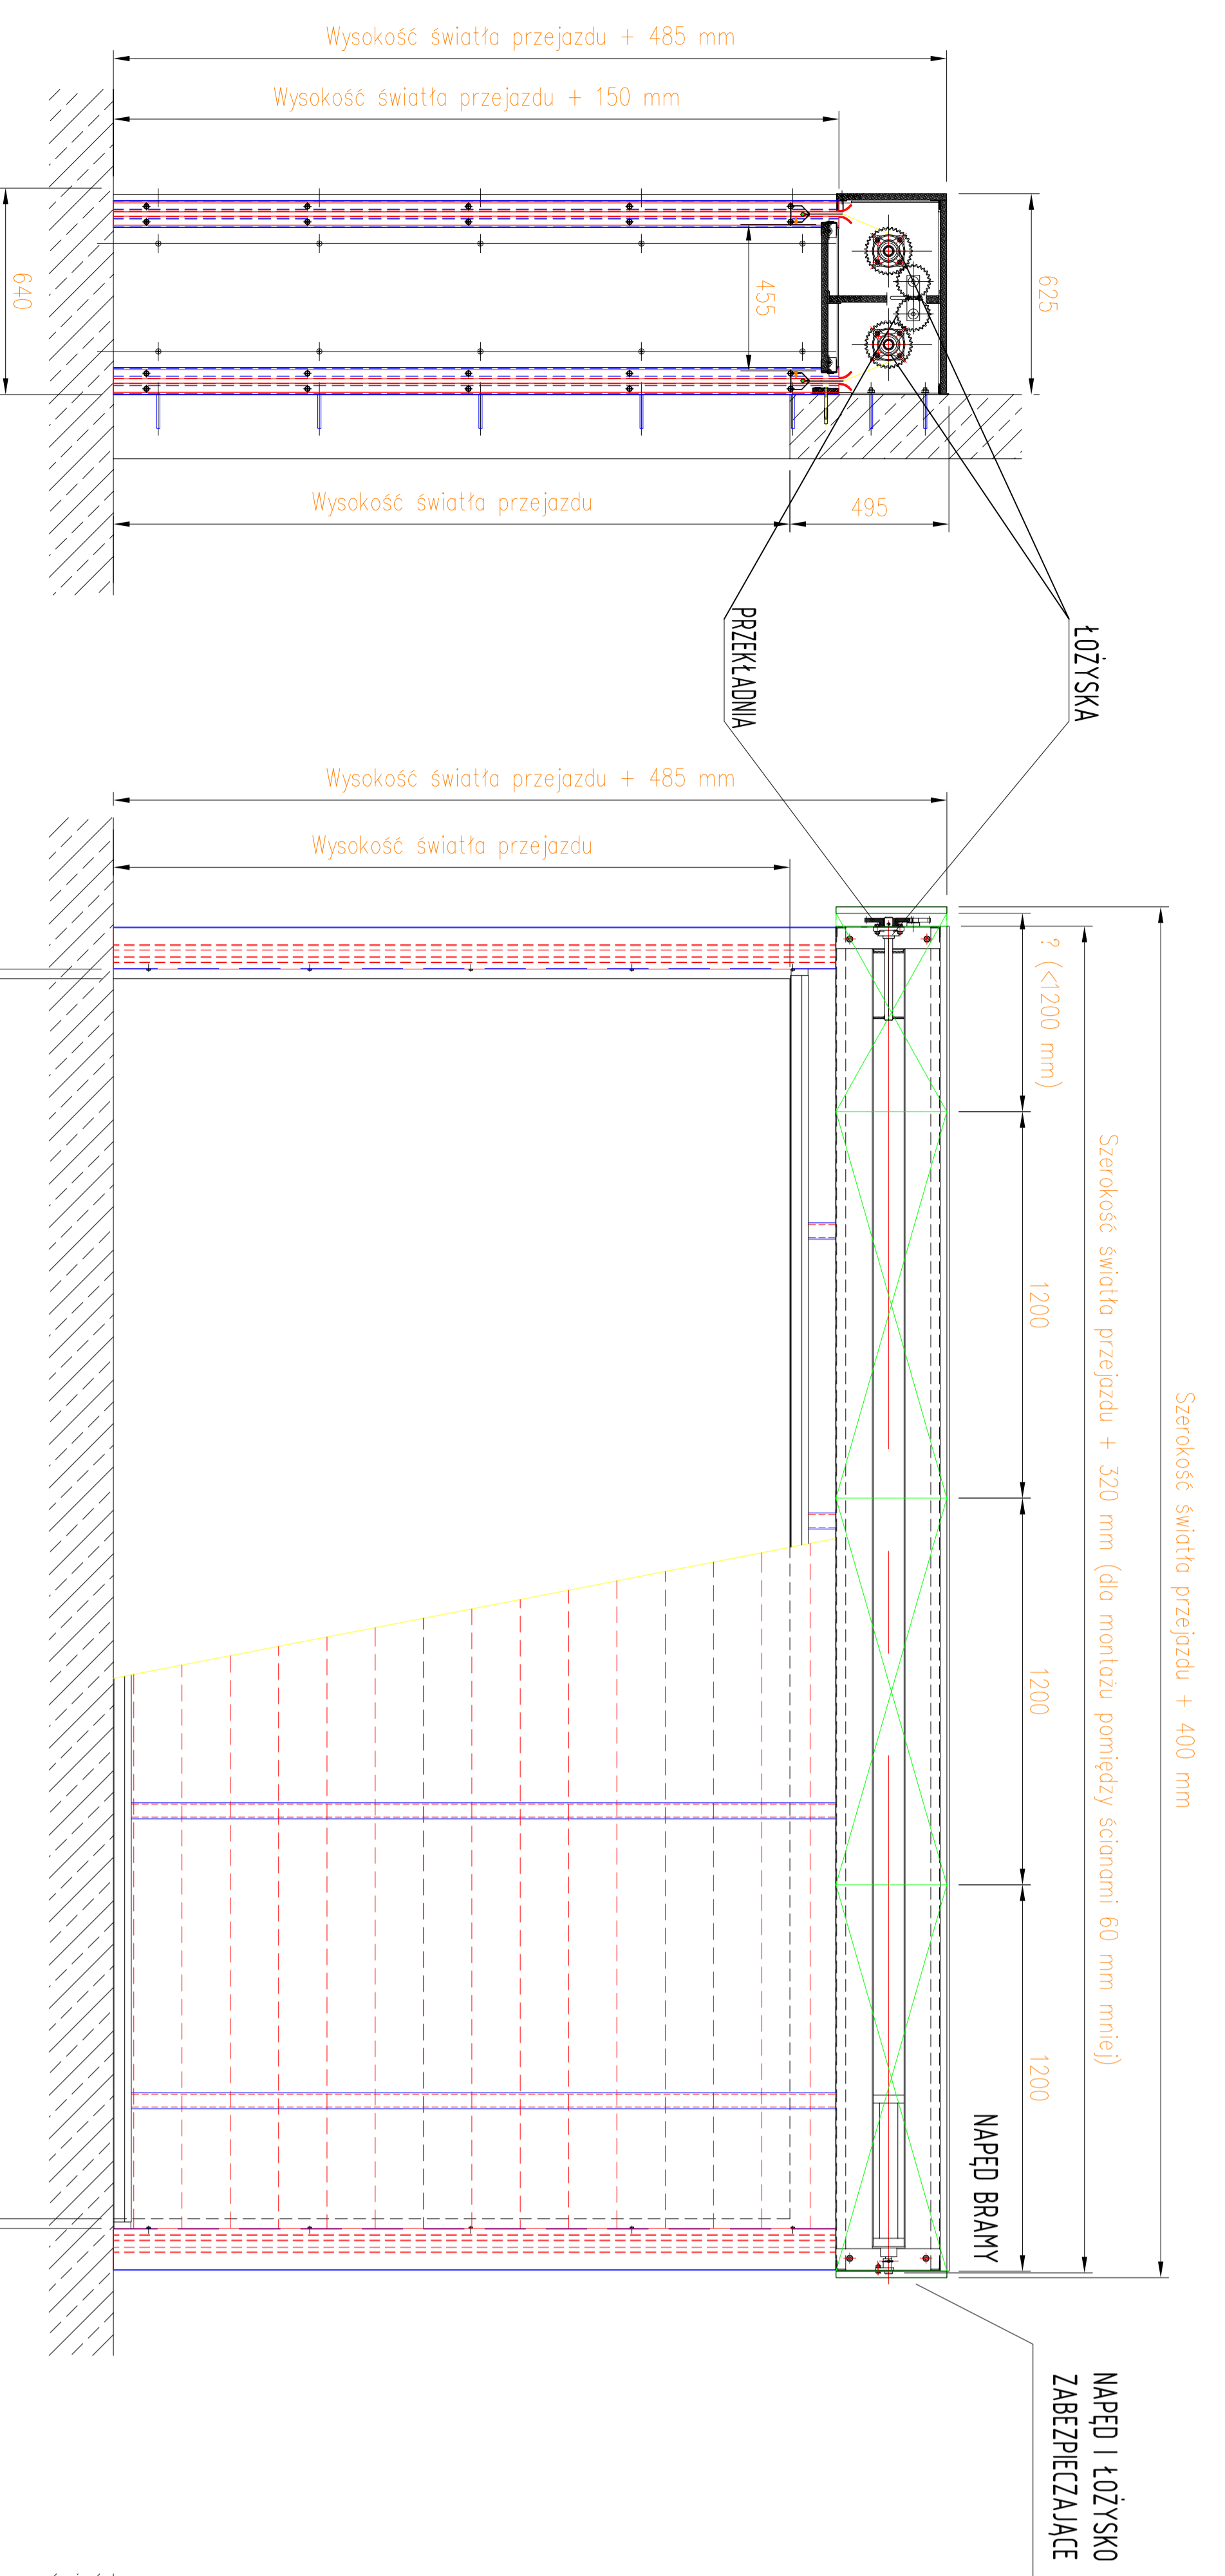 Wysokość światła przejazdu + 485 mm
Wysokość światła przejazdu + 150 mm
625
640
455
Wysokość światła przejazdu
495
ŁOŻYSKA
PRZEKŁADNIA
Wysokość światła przejazdu + 485 mm
Wysokość światła przejazdu
? (<1200 mm)
1200
1200
1200
Szerokość światła przejazdu + 320 mm (dla montażu pomiędzy ścianami 60 mm mniej)
Szerokość światła przejazdu + 400 mm
NAPĘD BRAMY
NAPĘD I ŁOŻYSKO
ZABEZPIECZAJĄCE